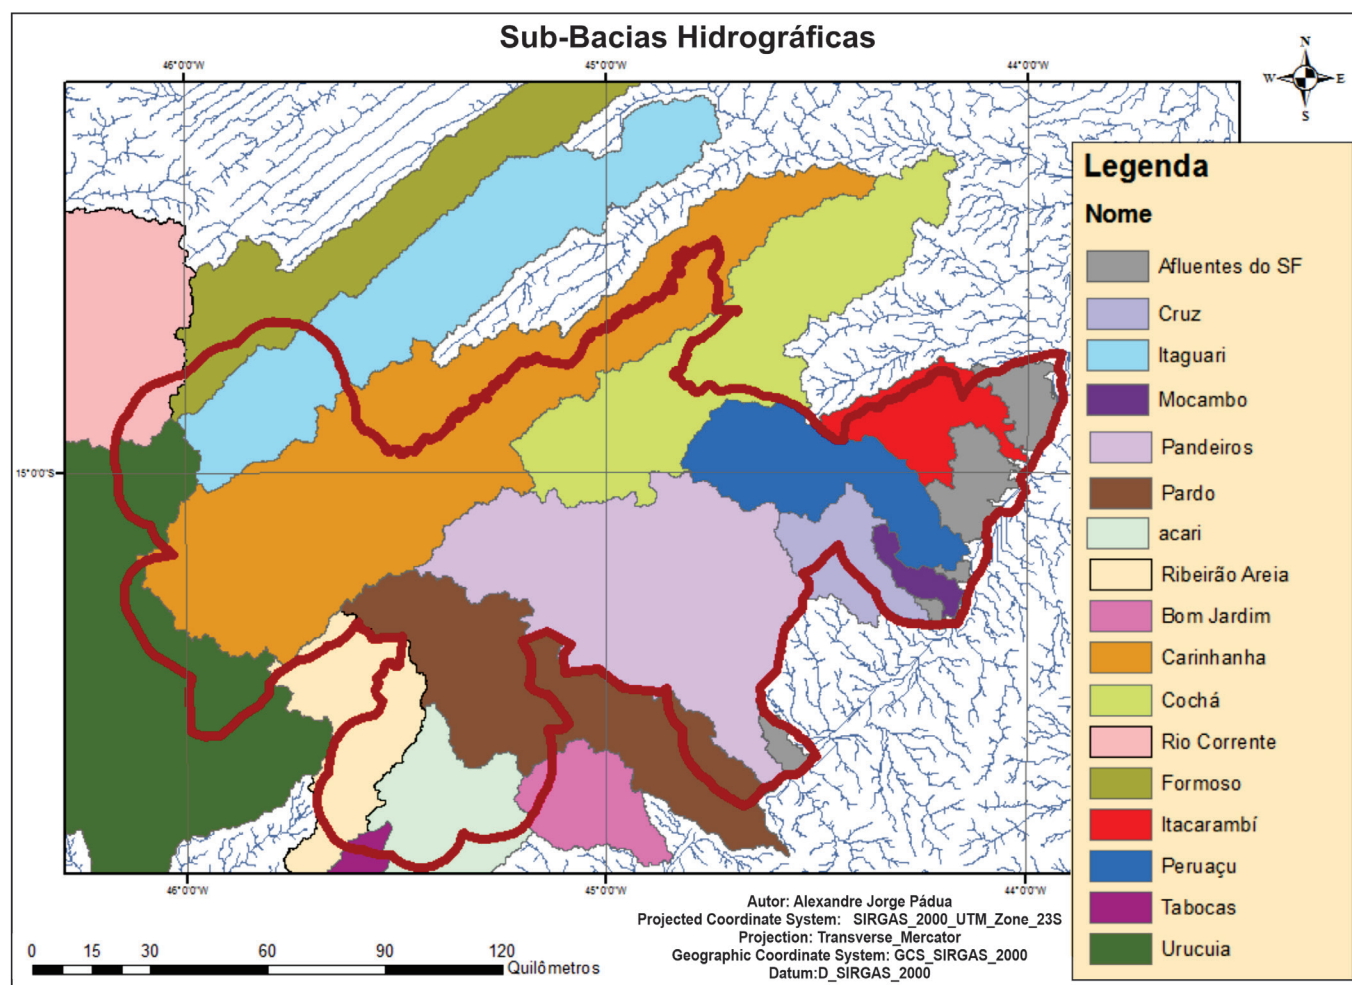 Sub-Bacias Hidrográficas
N
W E
S
46°0'0"W 45°0'0"W 44°0'0"W
15°0'0"S
Legenda
Nome
Afluentes do SF
Cruz
Itaguari
Mocambo
Pandeiros
Pardo
acari
Ribeirão Areia
Bom Jardim
Carinhanha
Cochá
Rio Corrente
Formoso
Itacarambí
Peruaçu
Tabocas
Urucuia
46°0'0"W 45°0'0"W 44°0'0"W
Autor: Alexandre Jorge Pádua
Projected Coordinate System: SIRGAS_2000_UTM_Zone_23S
Projection: Transverse_Mercator
Geographic Coordinate System: GCS_SIRGAS_2000
Datum:D_SIRGAS_2000
0 15 30 60 90 120
Quilômetros